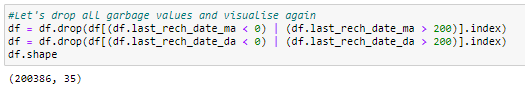 #Let's drop all garbage values and visualise again
df = df.drop(df[(df.last_rech_date_ma < 0) | (df.last_rech_date_ma > 200)].index)
df = df.drop(df[(df.last_rech_date_da < 0) | (df.last_rech_date_da > 200)].index)
df.shape
(200386, 35)